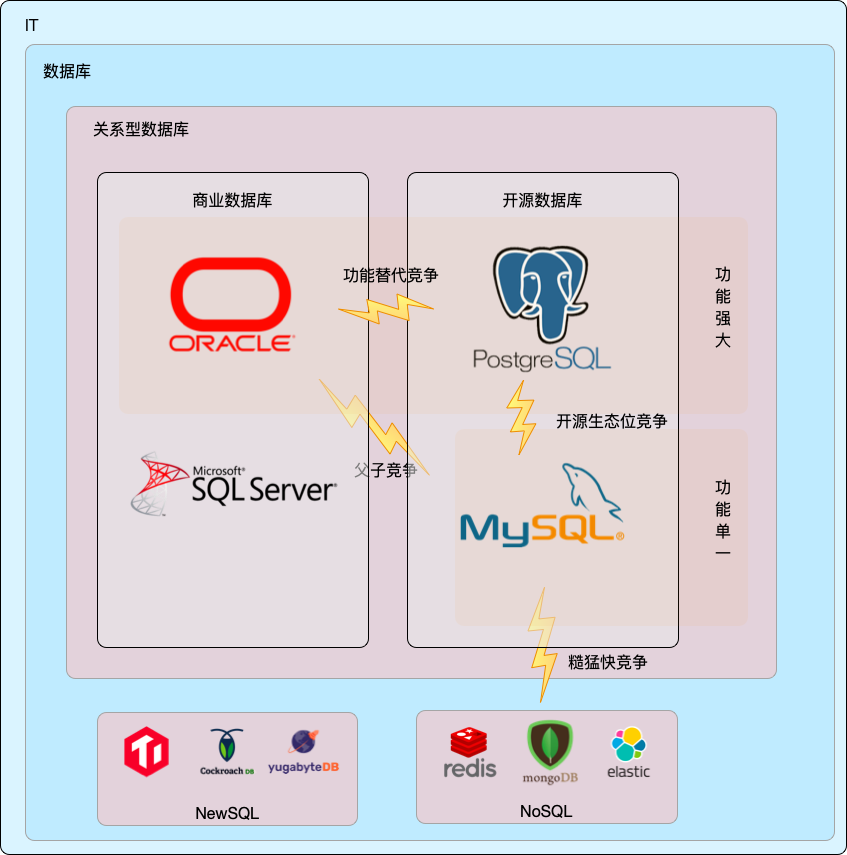 IT
数据库
关系型数据库
商业数据库
开源数据库
功能替代竞争
功能强大
ORACLE
PostgreSQL
开源生态位竞争
父子竞争
Microsoft®
SQL Server®
MySQL®
功能单一
糙猛快竞争
Cockroach DB
yugabyteDB
NewSQL
redis
mongoDB
elastic
NoSQL